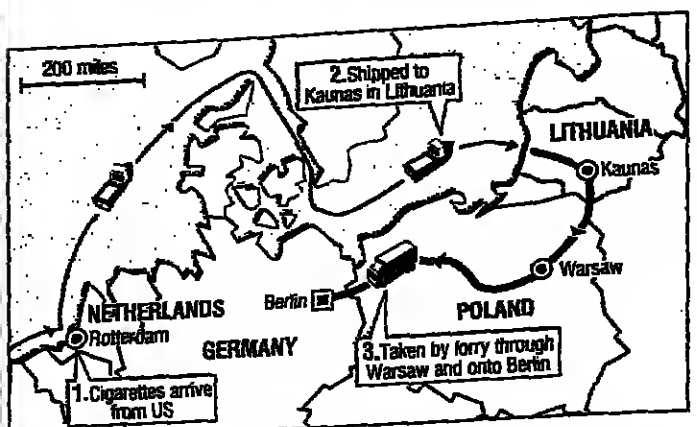 200 miles
2.Shipped to
Kaunas in Lithuania
LITHUANIA
Kaunas
Warsaw
NETHERLANDS
Berlin
POLAND
Rotterdam
GERMANY
1.Cigarettes arrive
from US
3.Taken by lorry through
Warsaw and onto Berlin